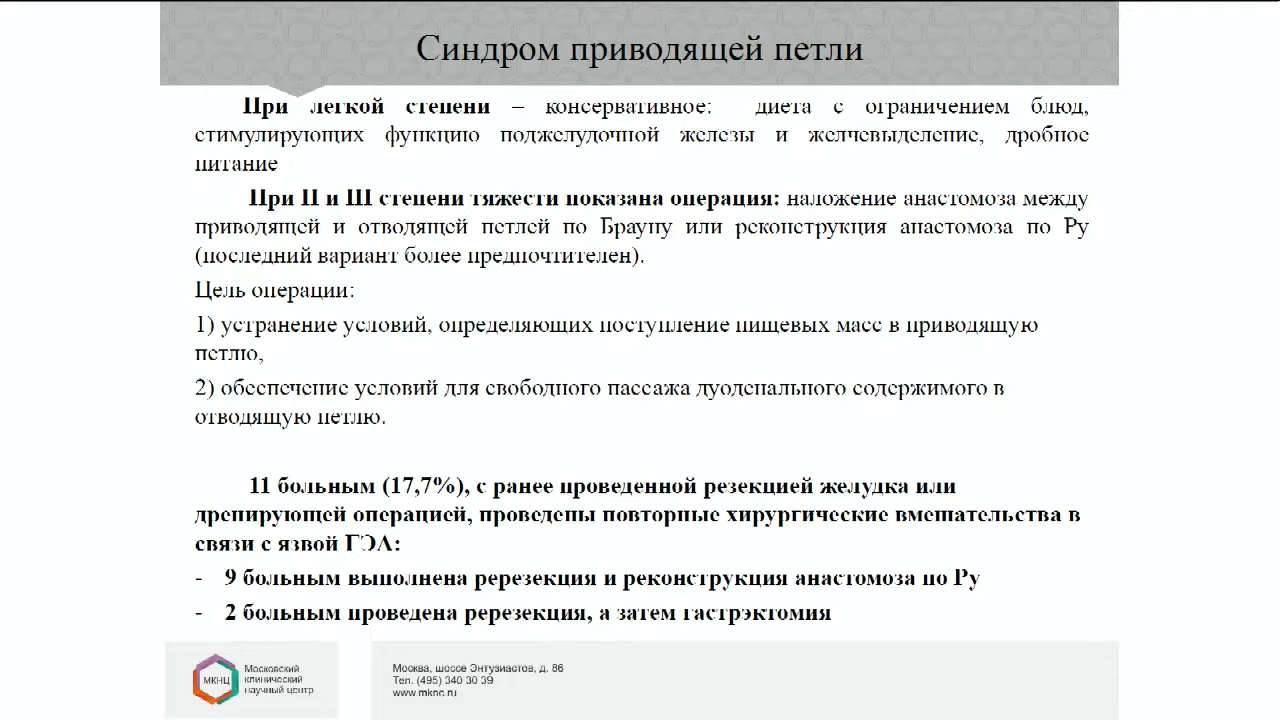 Синдром приводящей петли
При легкой степени – консервативное: диета с ограничением блюд,
стимулирующих функцию поджелудочной железы и желчевыделение, дробное
питание
При II и III степени тяжести показана операция: наложение анастомоза между
приводящей и отводящей петлей по Брауну или реконструкция анастомоза по Ру
(последний вариант более предпочтителен).
Цель операции:
1) устранение условий, определяющих поступление пищевых масс в приводящую
петлю,
2) обеспечение условий для свободного пассажа дуоденального содержимого в
отводящую петлю.
11 больным (17,7%), с ранее проведенной резекцией желудка или
дренирующей операцией, проведены повторные хирургические вмешательства в
связи с язвой ГЭА:
- 9 больным выполнена ререзекция и реконструкция анастомоза по Ру
- 2 больным проведена ререзекция, а затем гастрэктомия
МКНЦ
Московский
клинический
научный центр
Москва, шоссе Энтузиастов, д. 86
Тел. (495) 340 30 39
www.mknc.ru